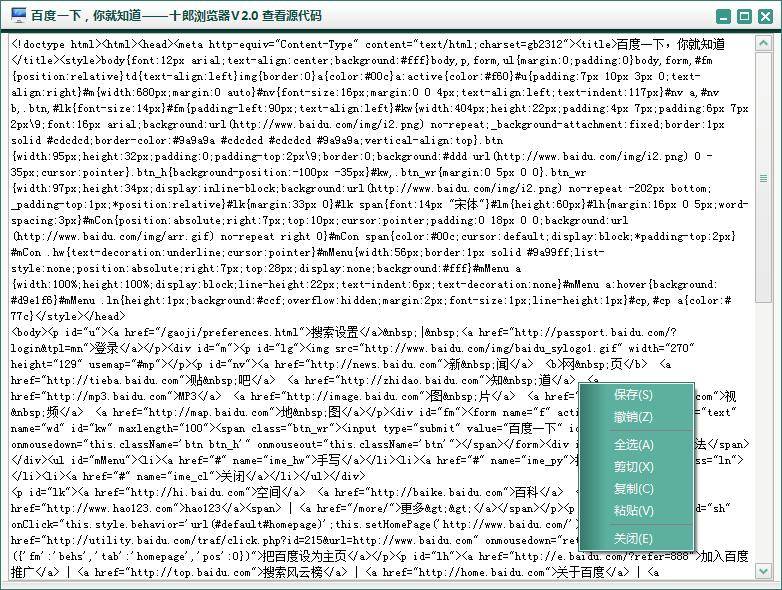 百度一下，你就知道——十郎浏览器V2.0 查看源代码
<!doctype html><html><head><meta http-equiv="Content-Type" content="text/html;charset=gb2312"><title>百度一下，你就知道
</title><style>body{font:12px arial;text-align:center;background:#fff}body,p,form,ul{margin:0;padding:0}body,form,#fm
{position:relative}td{text-align:left}img{border:0}a{color:#00c}a:active{color:#f60}#u{padding:7px 10px 3px 0;text-
align:right}#m{width:680px;margin:0 auto}#nv{font-size:16px;margin:0 0 4px;text-align:left;text-indent:117px}#nv a,#nv
b,.btn,#lk{font-size:14px}#fm{padding-left:90px;text-align:left}#kw{width:404px;height:22px;padding:4px 7px;padding:6px 7px
2px\9;font:16px arial;background:url(http://www.baidu.com/img/i2.png) no-repeat;_background-attachment:fixed;border:1px
solid #cdcdcd;border-color:#9a9a9a #cdcdcd #cdcdcd #9a9a9a;vertical-align:top}.btn
{width:95px;height:32px;padding:0;padding-top:2px\9;border:0;background:#ddd url(http://www.baidu.com/img/i2.png) 0 -
35px;cursor:pointer}.btn_h{background-position:-100px -35px}#kw,.btn_wr{margin:0 5px 0 0}.btn_wr
{width:97px;height:34px;display:inline-block;background:url(http://www.baidu.com/img/i2.png) no-repeat -202px bottom;
_padding-top:1px;*position:relative}#lk{margin:33px 0}#lk span{font:14px "宋体"}#lm{height:60px}#lh{margin:16px 0 5px;word-
spacing:3px}#mCon{position:absolute;right:7px;top:10px;cursor:pointer;padding:0 18px 0 0;background:url
(http://www.baidu.com/img/arr.gif) no-repeat right 0}#mCon span{color:#00c;cursor:default;display:block;*padding-top:2px}
#mCon .hw{text-decoration:underline;cursor:pointer}#mMenu{width:56px;border:1px solid #9a99ff;list-
style:none;position:absolute;right:7px;top:28px;display:none;background:#fff}#mMenu a
{width:100%;height:100%;display:block;line-height:22px;text-indent:6px;text-decoration:none}#mMenu a:hover{background:
#d9e1f6}#mMenu .ln{height:1px;background:#ccf;overflow:hidden;margin:2px;font-size:1px;line-height:1px}#cp,#cp a{color:#
77c}</style></head>
<body><p id="u"><a href="/gaoji/preferences.html">搜索设置</a>&nbsp;|&nbsp;<a href="http://passport.baidu.com/?
login&tpl=mn">登录</a></p><div id="m"><p id="lg"><img src="http://www.baidu.com/img/baidu_sylogo1.gif" width="270"
height="129" usemap="#mp"></p><p id="nv"><a href="http://news.baidu.com">新&nbsp;闻</a>　<b>网&nbsp;页</b>　<a
href="http://tieba.baidu.com">贴&nbsp;吧</a>　<a href="http://zhidao.baidu.com">知&nbsp;道</a>　<a
href="http://mp3.baidu.com">MP3</a>　<a href="http://image.baidu.com">图&nbsp;片</a>　<a href="h com">视
&nbsp;频</a>　<a href="http://map.baidu.com">地&nbsp;图</a></p><div id="fm"><form name="f" action "text"
name="wd" id="kw" maxlength="100"><span class="btn_wr"><input type="submit" value="百度一下" id
onmousedown="this.className='btn btn_h'" onmouseout="this.className='btn'"></span></form><div i 法</span>
</div><ul id="mMenu"><li><a href="#" name="ime_hw">手写</a></li><li><a href="#" name="ime_py"> ss="ln">
</li><li><a href="#" name="ime_cl">关闭</a></li></ul></div>
<p id="lk"><a href="http://hi.baidu.com">空间</a>　<a href="http://baike.baidu.com">百科</a>　<a
href="http://www.hao123.com">hao123</a><span> | <a href="/more/">更多&gt;&gt;</a></span></p><p id="sh"
onClick="this.style.behavior='url(#default#homepage)';this.setHomePage('http://www.baidu.com/')
href="http://utility.baidu.com/traf/click.php?id=215&url=http://www.baidu.com" onmousedown="ret
({'fm':'behs','tab':'homepage','pos':0})">把百度设为主页</a></p><p id="lh"><a href="http://e.baidu.com/?refer=888">加入百度
推广</a> | <a href="http://top.baidu.com">搜索风云榜</a> | <a href="http://home.baidu.com">关于百度</a> | <a
保存(S)
撤销(Z)
全选(A)
剪切(X)
复制(C)
粘贴(V)
关闭(E)